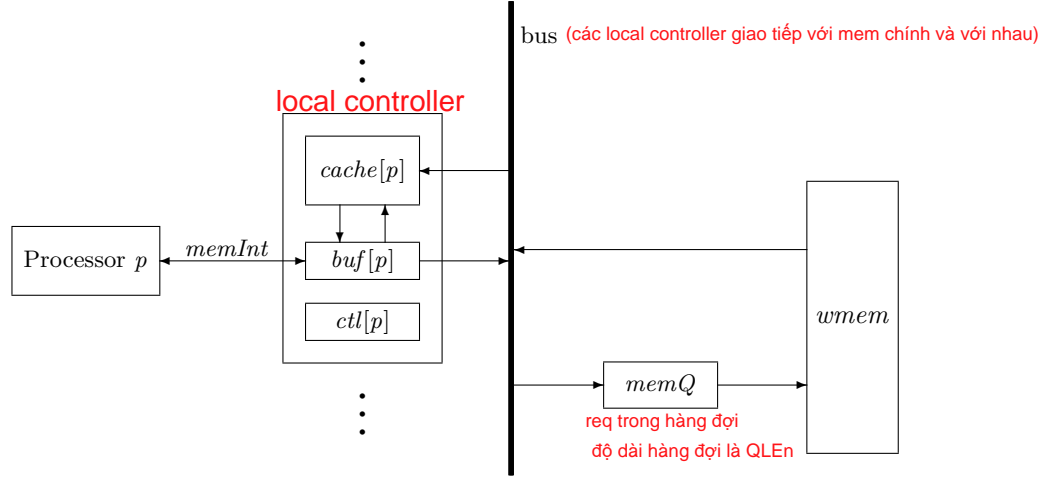 bus (các local controller giao tiếp với mem chính và với nhau)
local controller
cache[p]
Processor p
memInt
buf[p]
ctl[p]
wmem
memQ
req trong hàng đợi
độ dài hàng đợi là QLEn